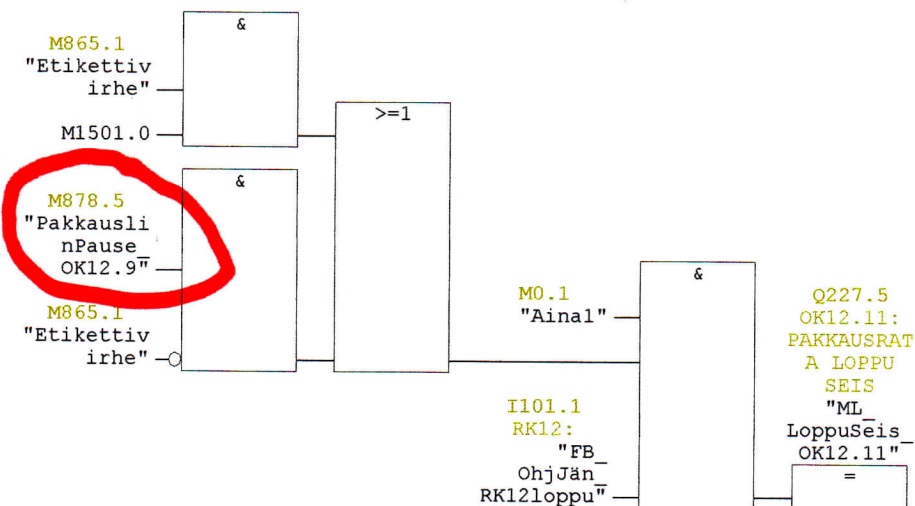 &
M865.1
"Etikettiv
irhe"
M1501.0
>=1
&
M878.5
"Pakkausli
nPause_
OK12.9"
M865.1
"Etikettiv
irhe"
&
M0.1
"Aina1"
I101.1
RK12:
"FB_
OhjJän_
RK12loppu"
Q227.5
OK12.11:
PAKKAUSRAT
A LOPPU
SEIS
"ML_
LoppuSeis_
OK12.11"
=